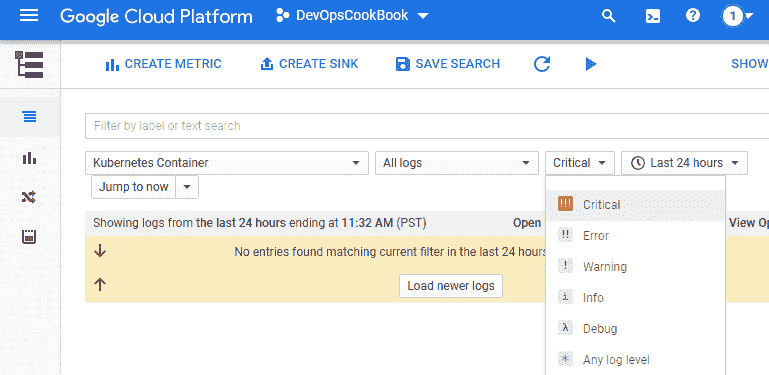 Google Cloud Platform DevOpsCookBook 1
CREATE METRIC CREATE SINK SAVE SEARCH SHOW
Filter by label or text search
Kubernetes Container All logs Critical Last 24 hours
Jump to now
Showing logs from the last 24 hours ending at 11:32 AM (PST) Open View Op
No entries found matching current filter in the last 24 hours
Load newer logs
!!! Critical
!! Error
! Warning
i Info
λ Debug
* Any log level